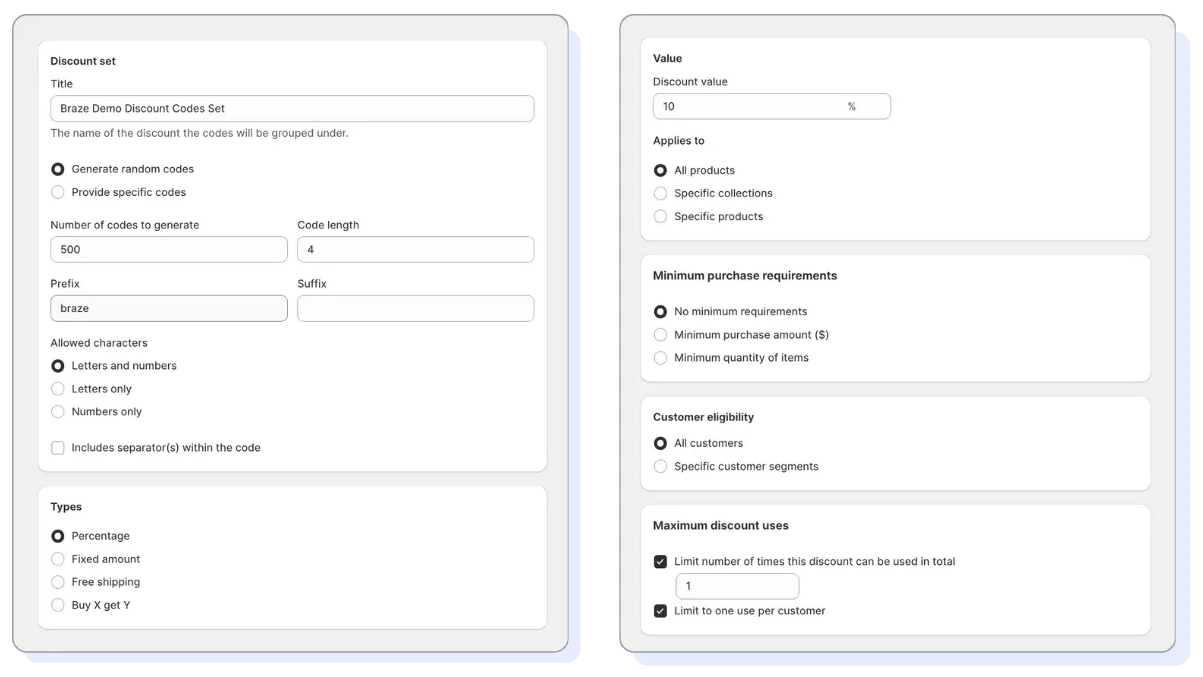 Discount set
Title
Braze Demo Discount Codes Set
The name of the discount the codes will be grouped under.
Generate random codes
Provide specific codes
Number of codes to generate
Code length
500
4
Prefix
Suffix
braze
Allowed characters
Letters and numbers
Letters only
Numbers only
Includes separator(s) within the code
Types
Percentage
Fixed amount
Free shipping
Buy X get Y
Value
Discount value
10 %
Applies to
All products
Specific collections
Specific products
Minimum purchase requirements
No minimum requirements
Minimum purchase amount ($)
Minimum quantity of items
Customer eligibility
All customers
Specific customer segments
Maximum discount uses
Limit number of times this discount can be used in total
1
Limit to one use per customer